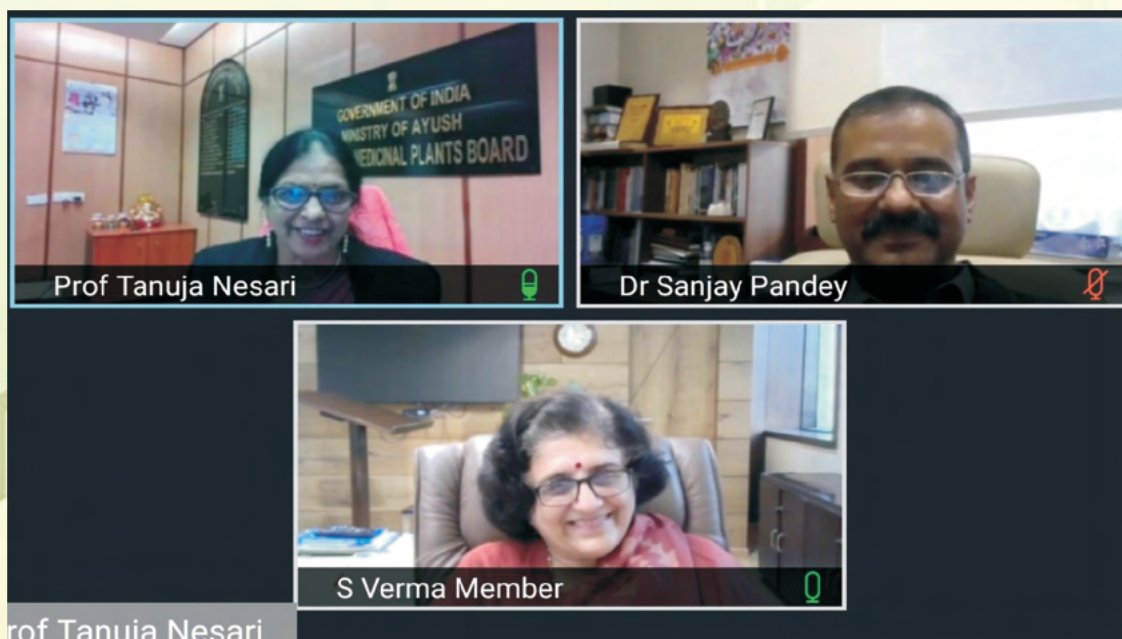 GOVERNMENT OF INDIA
MINISTRY OF AYUSH
MEDICINAL PLANTS BOARD
Prof Tanuja Nesari
Dr Sanjay Pandey
S Verma Member
rof Tanuja Nesari